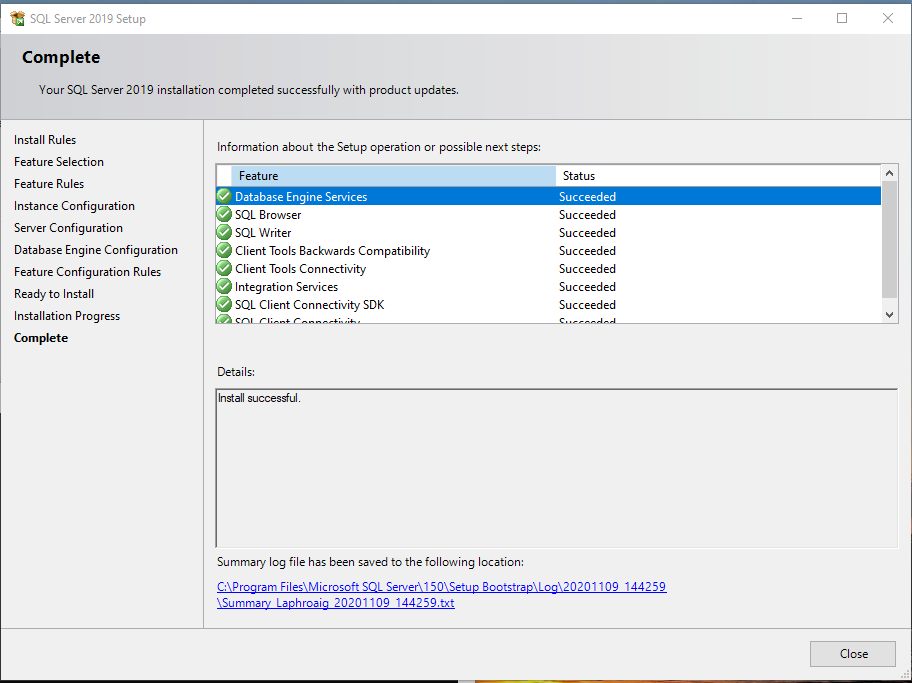 SQL Server 2019 Setup
Complete
Your SQL Server 2019 installation completed successfully with product updates.
Install Rules
Feature Selection
Feature Rules
Instance Configuration
Server Configuration
Database Engine Configuration
Feature Configuration Rules
Ready to Install
Installation Progress
Complete
Information about the Setup operation or possible next steps:
Feature Status
Database Engine Services Succeeded
SQL Browser Succeeded
SQL Writer Succeeded
Client Tools Backwards Compatibility Succeeded
Client Tools Connectivity Succeeded
Integration Services Succeeded
SQL Client Connectivity SDK Succeeded
SQL Client Connectivity Succeeded
Details:
Install successful.
Summary log file has been saved to the following location:
C:\Program Files\Microsoft SQL Server\150\Setup Bootstrap\Log\20201109_144259
\Summary_Laphroaig_20201109_144259.txt
Close